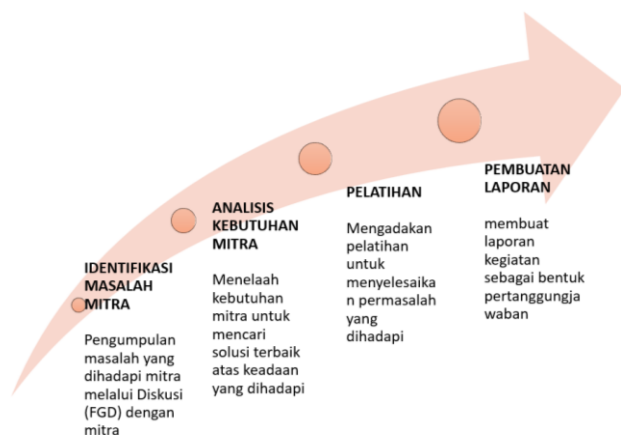 IDENTIFIKASI
MASALAH
MITRA
Pengumpulan
masalah yang
dihadapi mitra
melalui Diskusi
(FGD) dengan
mitra
ANALISIS
KEBUTUHAN
MITRA
Menelaah
kebutuhan
mitra untuk
mencari
solusi terbaik
atas keadaan
yang dihadapi
PELATIHAN
Mengadakan
pelatihan
untuk
menyelesaika
n permasalah
yang
dihadapi
PEMBUATAN
LAPORAN
membuat
laporan
kegiatan
sebagai bentuk
pertanggungja
waban